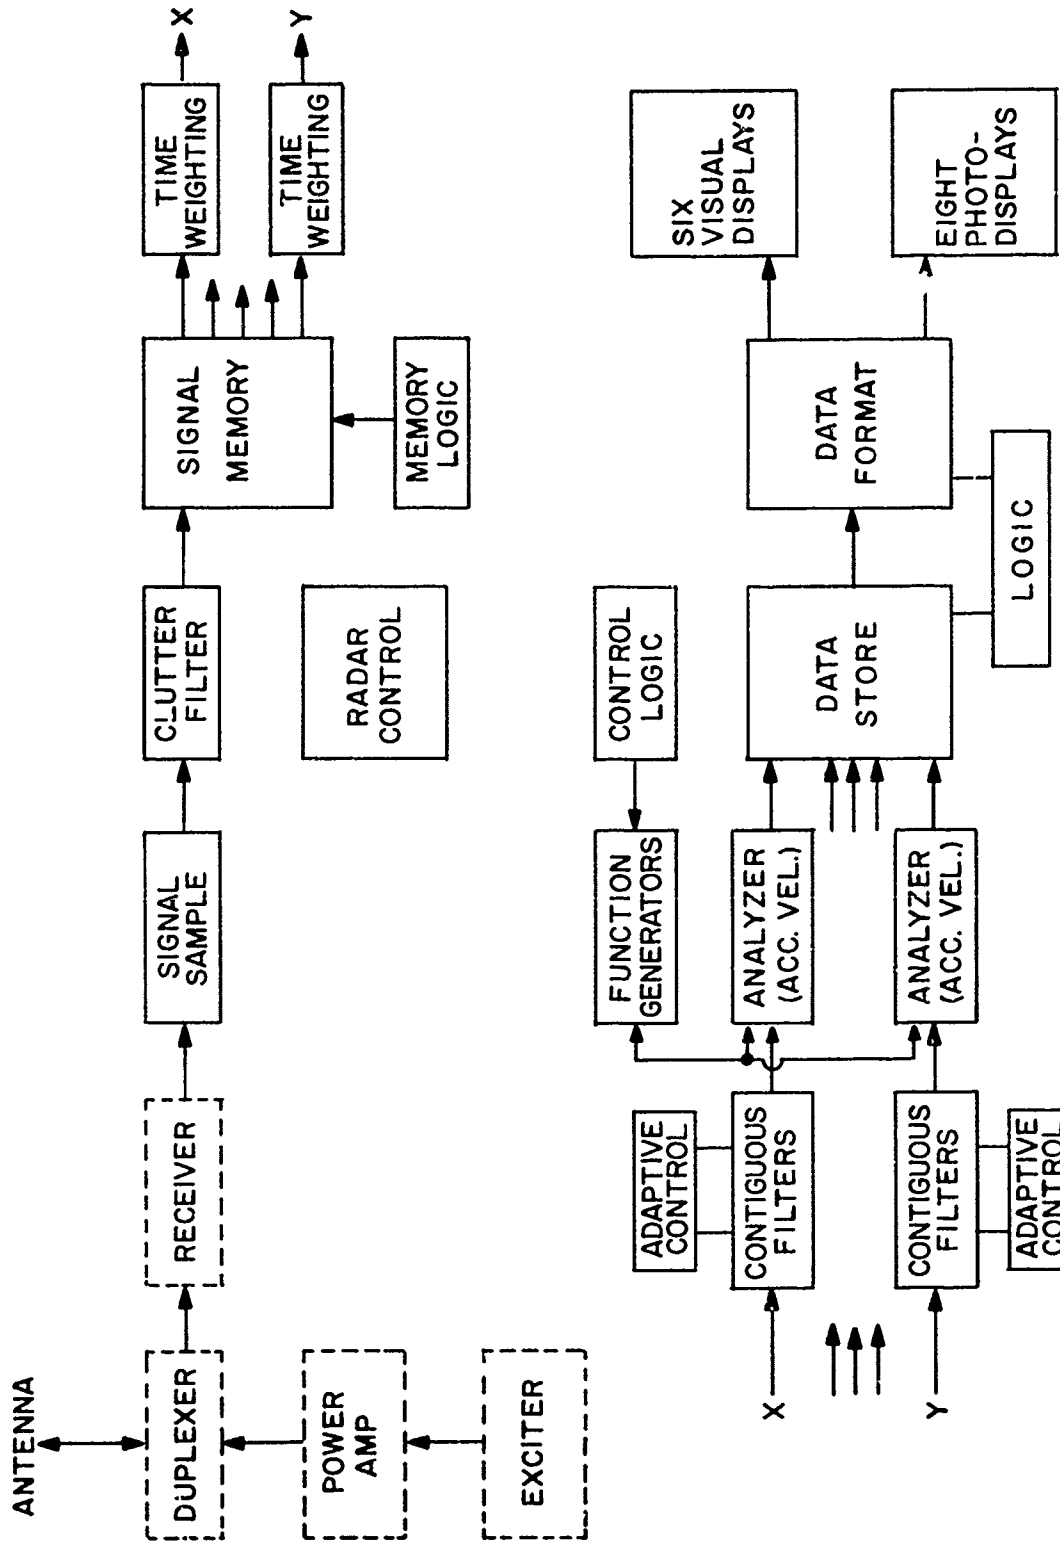 ANTENNA
DUPLEXER
RECEIVER
SIGNAL
SAMPLE
CLUTTER
FILTER
SIGNAL
MEMORY
TIME
WEIGHTING
X
TIME
WEIGHTING
Y
POWER
AMP
EXCITER
RADAR
CONTROL
MEMORY
LOGIC
FUNCTION
GENERATORS
CONTROL
LOGIC
ADAPTIVE
CONTROL
X
CONTIGUOUS
FILTERS
ANALYZER
(ACC. VEL.)
DATA
STORE
DATA
FORMAT
SIX
VISUAL
DISPLAYS
Y
CONTIGUOUS
FILTERS
ANALYZER
(ACC. VEL.)
EIGHT
PHOTO-
DISPLAYS
ADAPTIVE
CONTROL
LOGIC